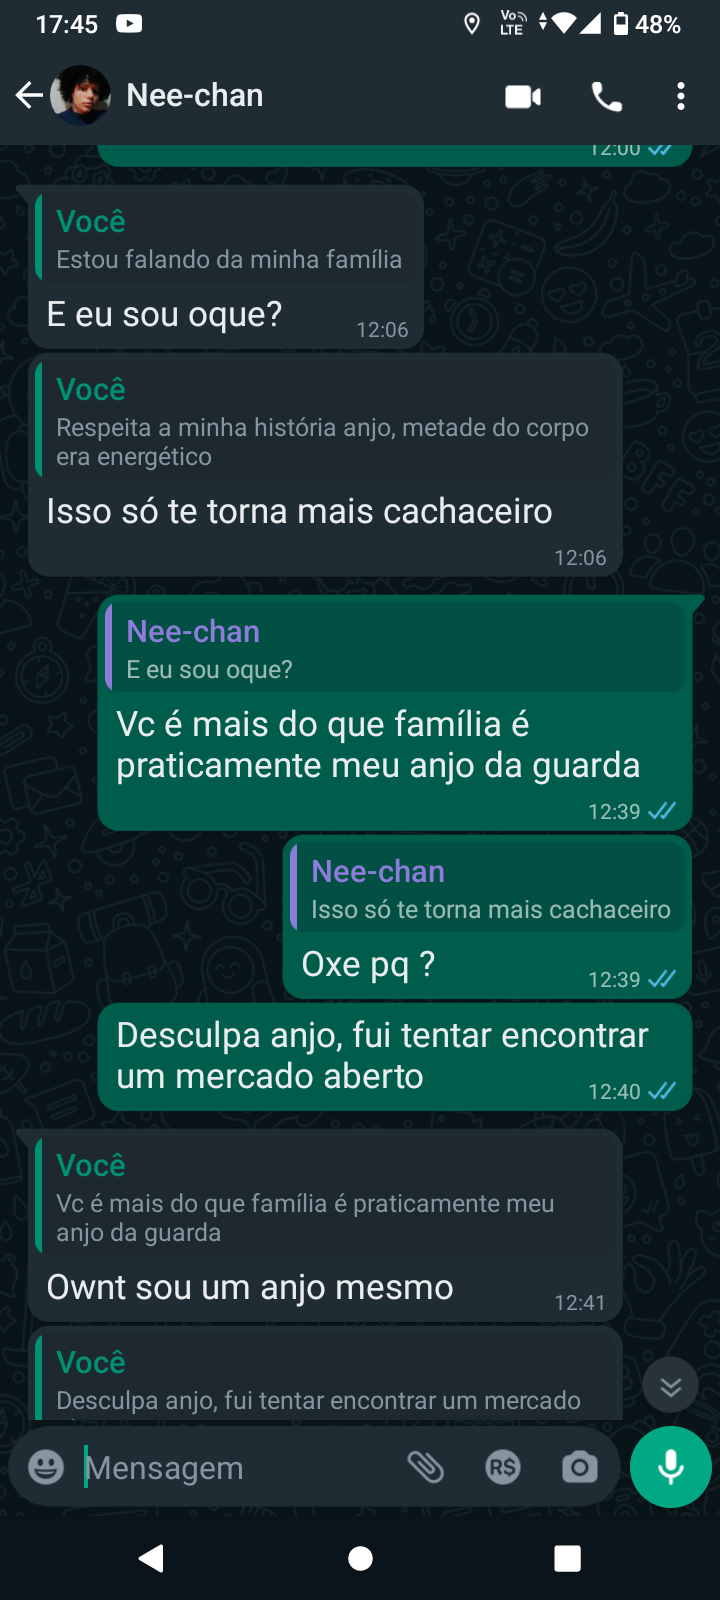 17:45
Vo LTE
48%
Nee-chan
12:00
Você
Estou falando da minha família
E eu sou oque?
12:06
Você
Respeita a minha história anjo, metade do corpo
era energético
Isso só te torna mais cachaceiro
12:06
Nee-chan
E eu sou oque?
Vc é mais do que família é
praticamente meu anjo da guarda
12:39
Nee-chan
Isso só te torna mais cachaceiro
Oxe pq ?
12:39
Desculpa anjo, fui tentar encontrar
um mercado aberto
12:40
Você
Vc é mais do que família é praticamente meu
anjo da guarda
Ownt sou um anjo mesmo
12:41
Você
Desculpa anjo, fui tentar encontrar um mercado
Mensagem
R$